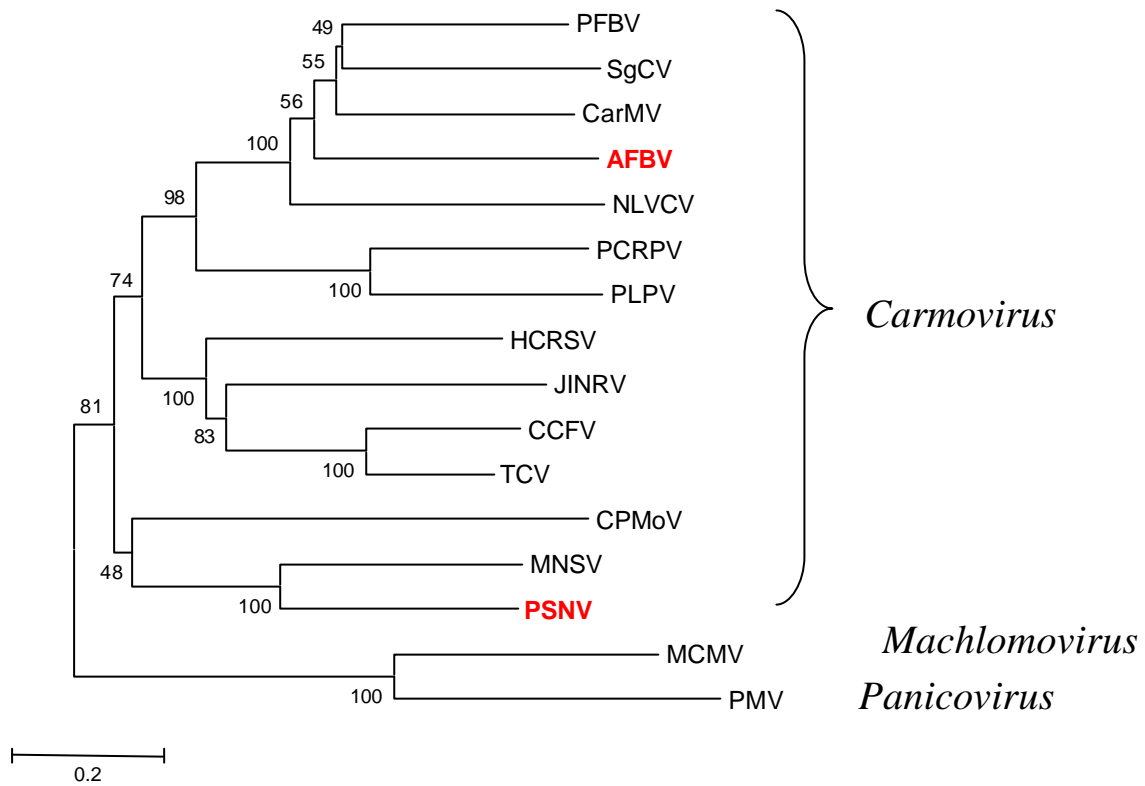 49
PFBV
55
SgCV
56
CarMV
100
AFBV
98
NLVCV
PCRPV
74
100
PLPV
Carmovirus
HCRSV
100
JINRV
81
83
CCFV
100
TCV
CPMoV
48
MNSV
100
PSNV
MCMV
Machlomovirus
100
PMV
Panicovirus
0.2